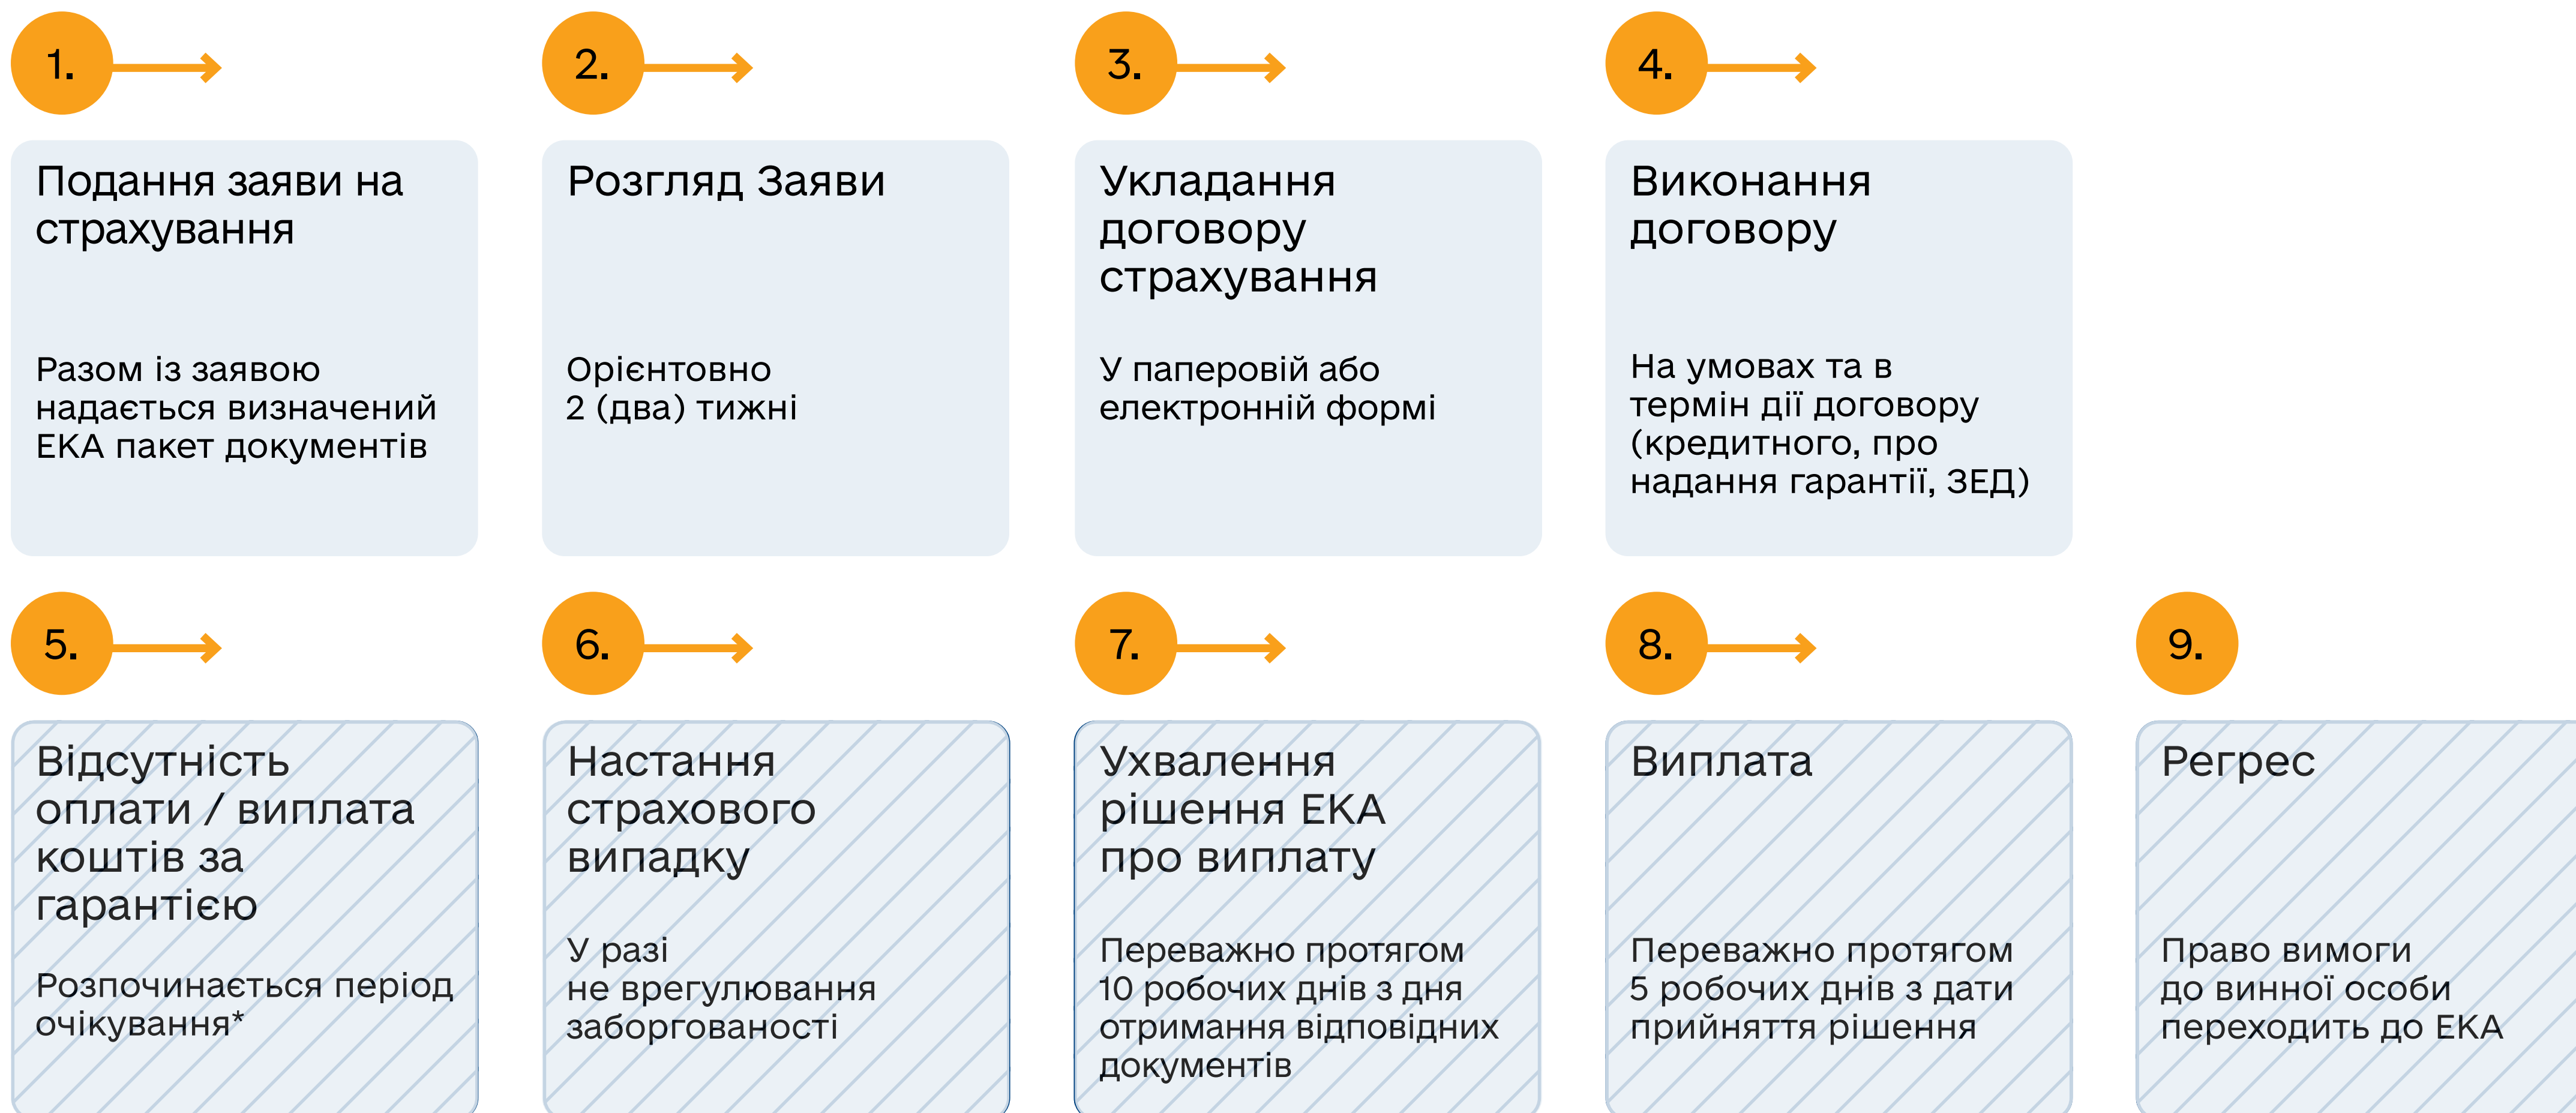 1.
Подання заяви на
страхування
Разом із заявою
надається визначений
ЕКА пакет документів
2.
Розгляд Заяви
Орієнтовно
2 (два) тижні
3.
Укладання
договору
страхування
У паперовій або
електронній формі
4.
Виконання
договору
На умовах та в
термін дії договору
(кредитного, про
надання гарантії, ЗЕД)
5.
Відсутність
оплати / виплата
коштів за
гарантією
Розпочинається період
очікування*
6.
Настання
страхового
випадку
У разі
не врегулювання
заборгованості
7.
Ухвалення
рішення ЕКА
про виплату
Переважно протягом
10 робочих днів з дня
отримання відповідних
документів
8.
Виплата
Переважно протягом
5 робочих днів з дати
прийняття рішення
9.
Регрес
Право вимоги
до винної особи
переходить до ЕКА